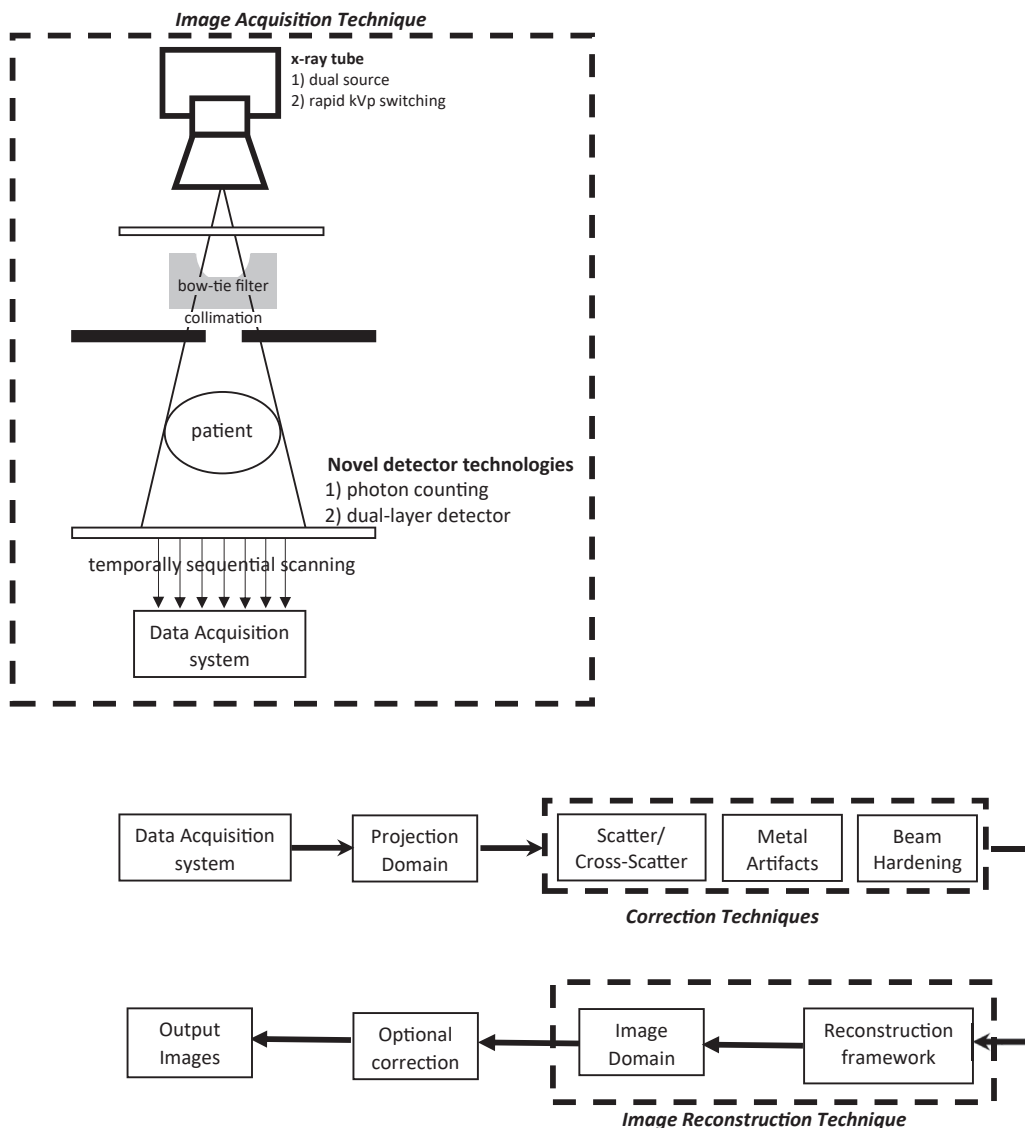 Image Acquisition Technique
x-ray tube
1) dual source
2) rapid kVp switching
bow-tie filter
collimation
patient
Novel detector technologies
1) photon counting
2) dual-layer detector
temporally sequential scanning
Data Acquisition
system
Data Acquisition
system
Projection
Domain
Scatter/
Cross-Scatter
Metal
Artifacts
Beam
Hardening
Correction Techniques
Output
Images
Optional
correction
Image
Domain
Reconstruction
framework
Image Reconstruction Technique